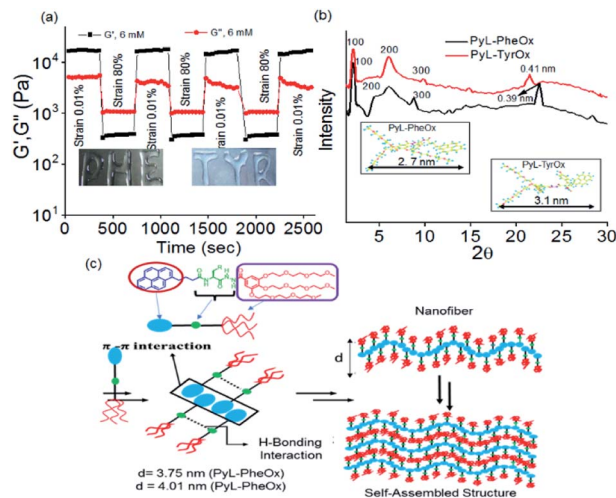 (a)
G', 6 mM
G'', 6 mM
G',G'' (Pa)
10⁴
10³
10²
10¹
Strain 0.01%
Strain 80%
Strain 0.01%
Strain 80%
Strain 0.01%
Strain 80%
Strain 0.01%
PHE
TYR
0 500 1000 1500 2000 2500
Time (sec)
(b)
PyL-PheOx
PyL-TyrOx
Intensity
100
100
200
200
300
300
0.41 nm
0.39 nm
PyL-PheOx
2. 7 nm
PyL-TyrOx
3.1 nm
5 10 15 20 25 30
2θ
(c)
π -π interaction
H-Bonding
Interaction
d= 3.75 nm (PyL-PheOx)
d = 4.01 nm (PyL-PheOx)
Nanofiber
d
Self-Assembled Structure